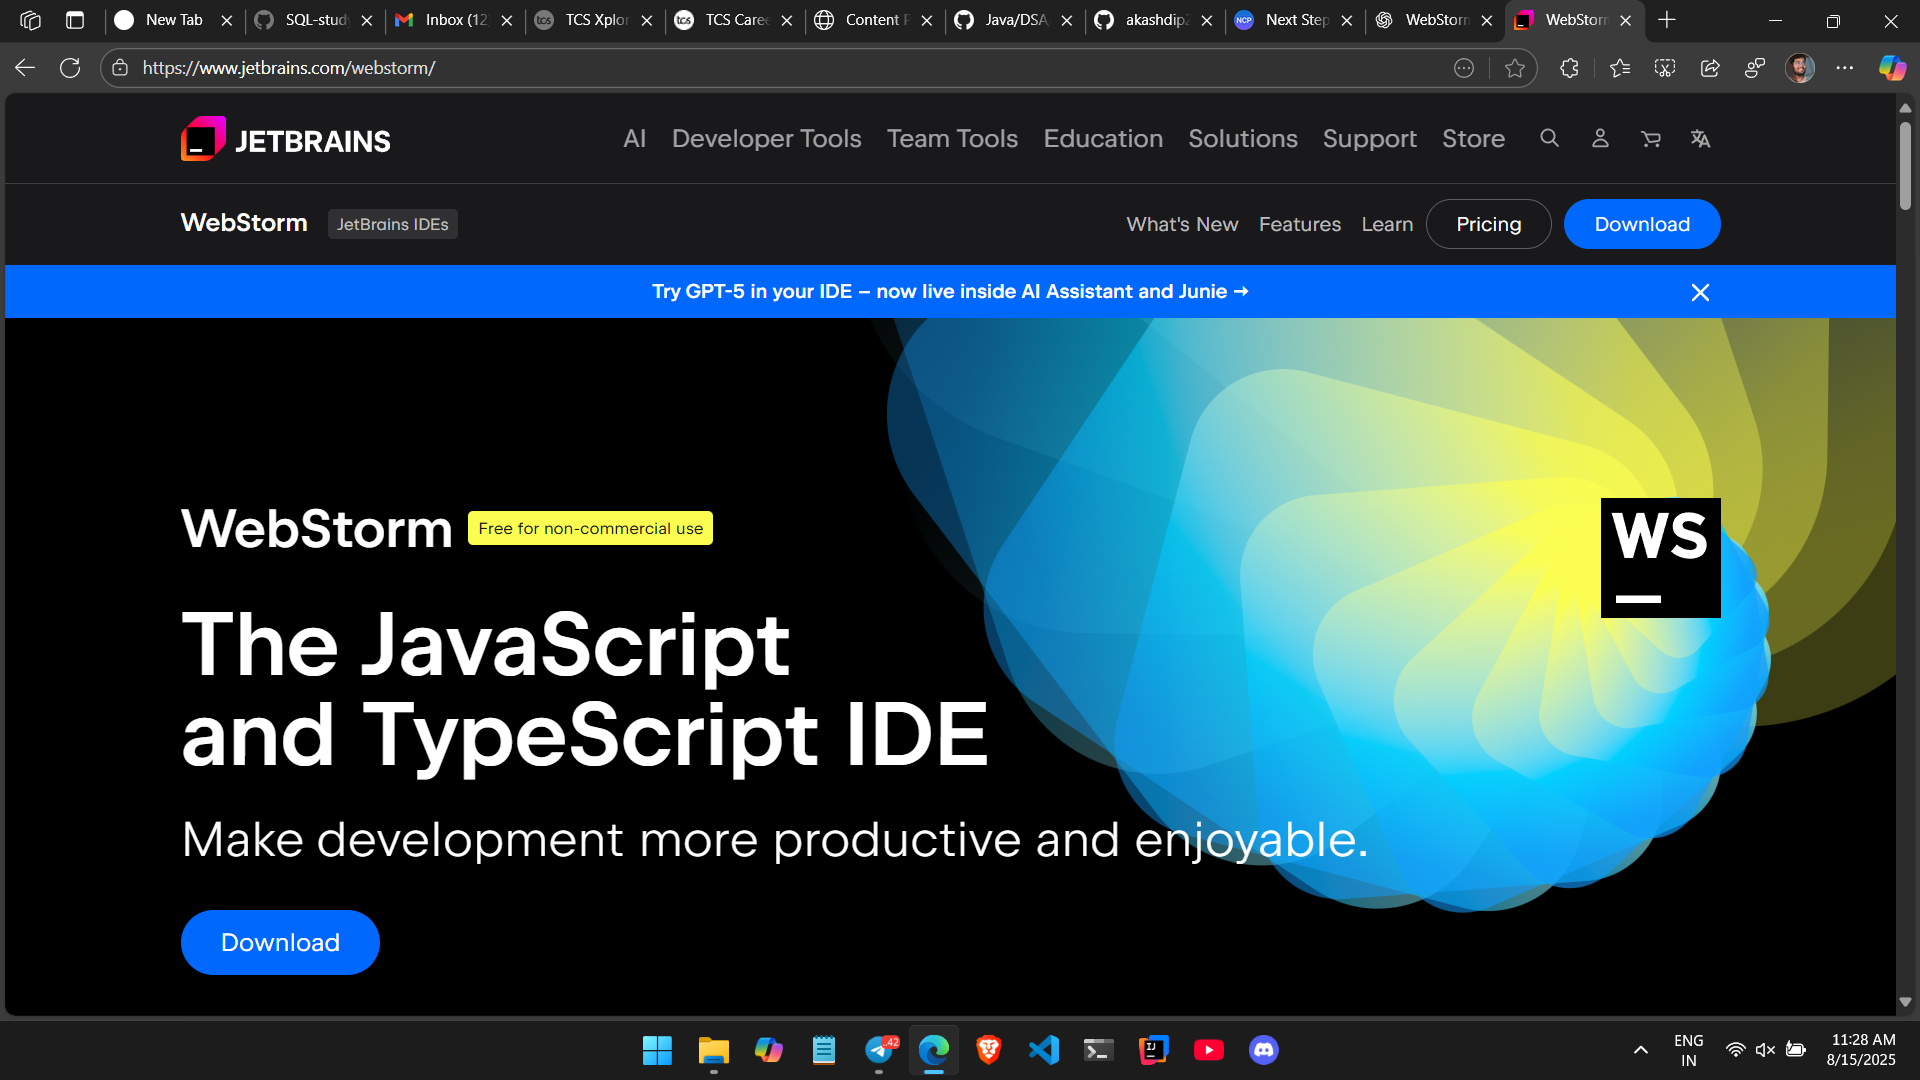 New Tab
SQL-stud
Inbox (12
TCS Xplor
TCS Caree
Content P
Java/DSA
akashdip
Next Step
WebStorm
WebStorm
https://www.jetbrains.com/webstorm/
JETBRAINS
AI
Developer Tools
Team Tools
Education
Solutions
Support
Store
WebStorm
JetBrains IDEs
What's New
Features
Learn
Pricing
Download
Try GPT-5 in your IDE – now live inside AI Assistant and Junie →
WS
WebStorm
Free for non-commercial use
The JavaScript
and TypeScript IDE
Make development more productive and enjoyable.
Download
ENG
IN
11:28 AM
8/15/2025